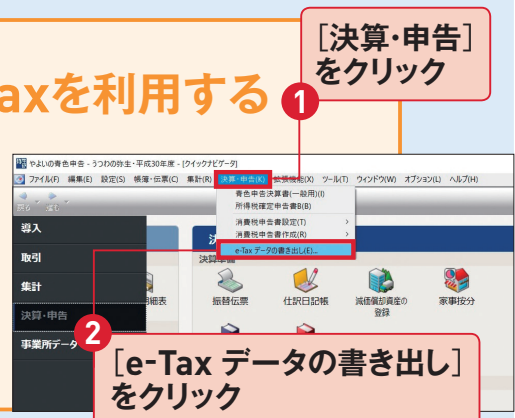 [決算・申告]
をクリック
axを利用する
1
やよいの青色申告 - うつわの弥生・平成30年度 - [クイックナビゲータ]
ファイル(F) 編集(E) 設定(S) 帳簿・伝票(C) 集計(R) 決算・申告(K) 拡張機能(X) ツール(T) ウィンドウ(W) オプション(L) ヘルプ(H)
戻る 進む
青色申告決算書(一般用)(I)
所得税確定申告書B(B)
消費税申告書設定(T)
消費税申告書作成(R)
e-Tax データの書き出し(E)...
導入
取引
集計
決算・申告
事業所データ
決
決算準備
細表
振替伝票
仕訳日記帳
減価償却資産の
登録
家事按分
2
[e-Tax データの書き出し]
をクリック